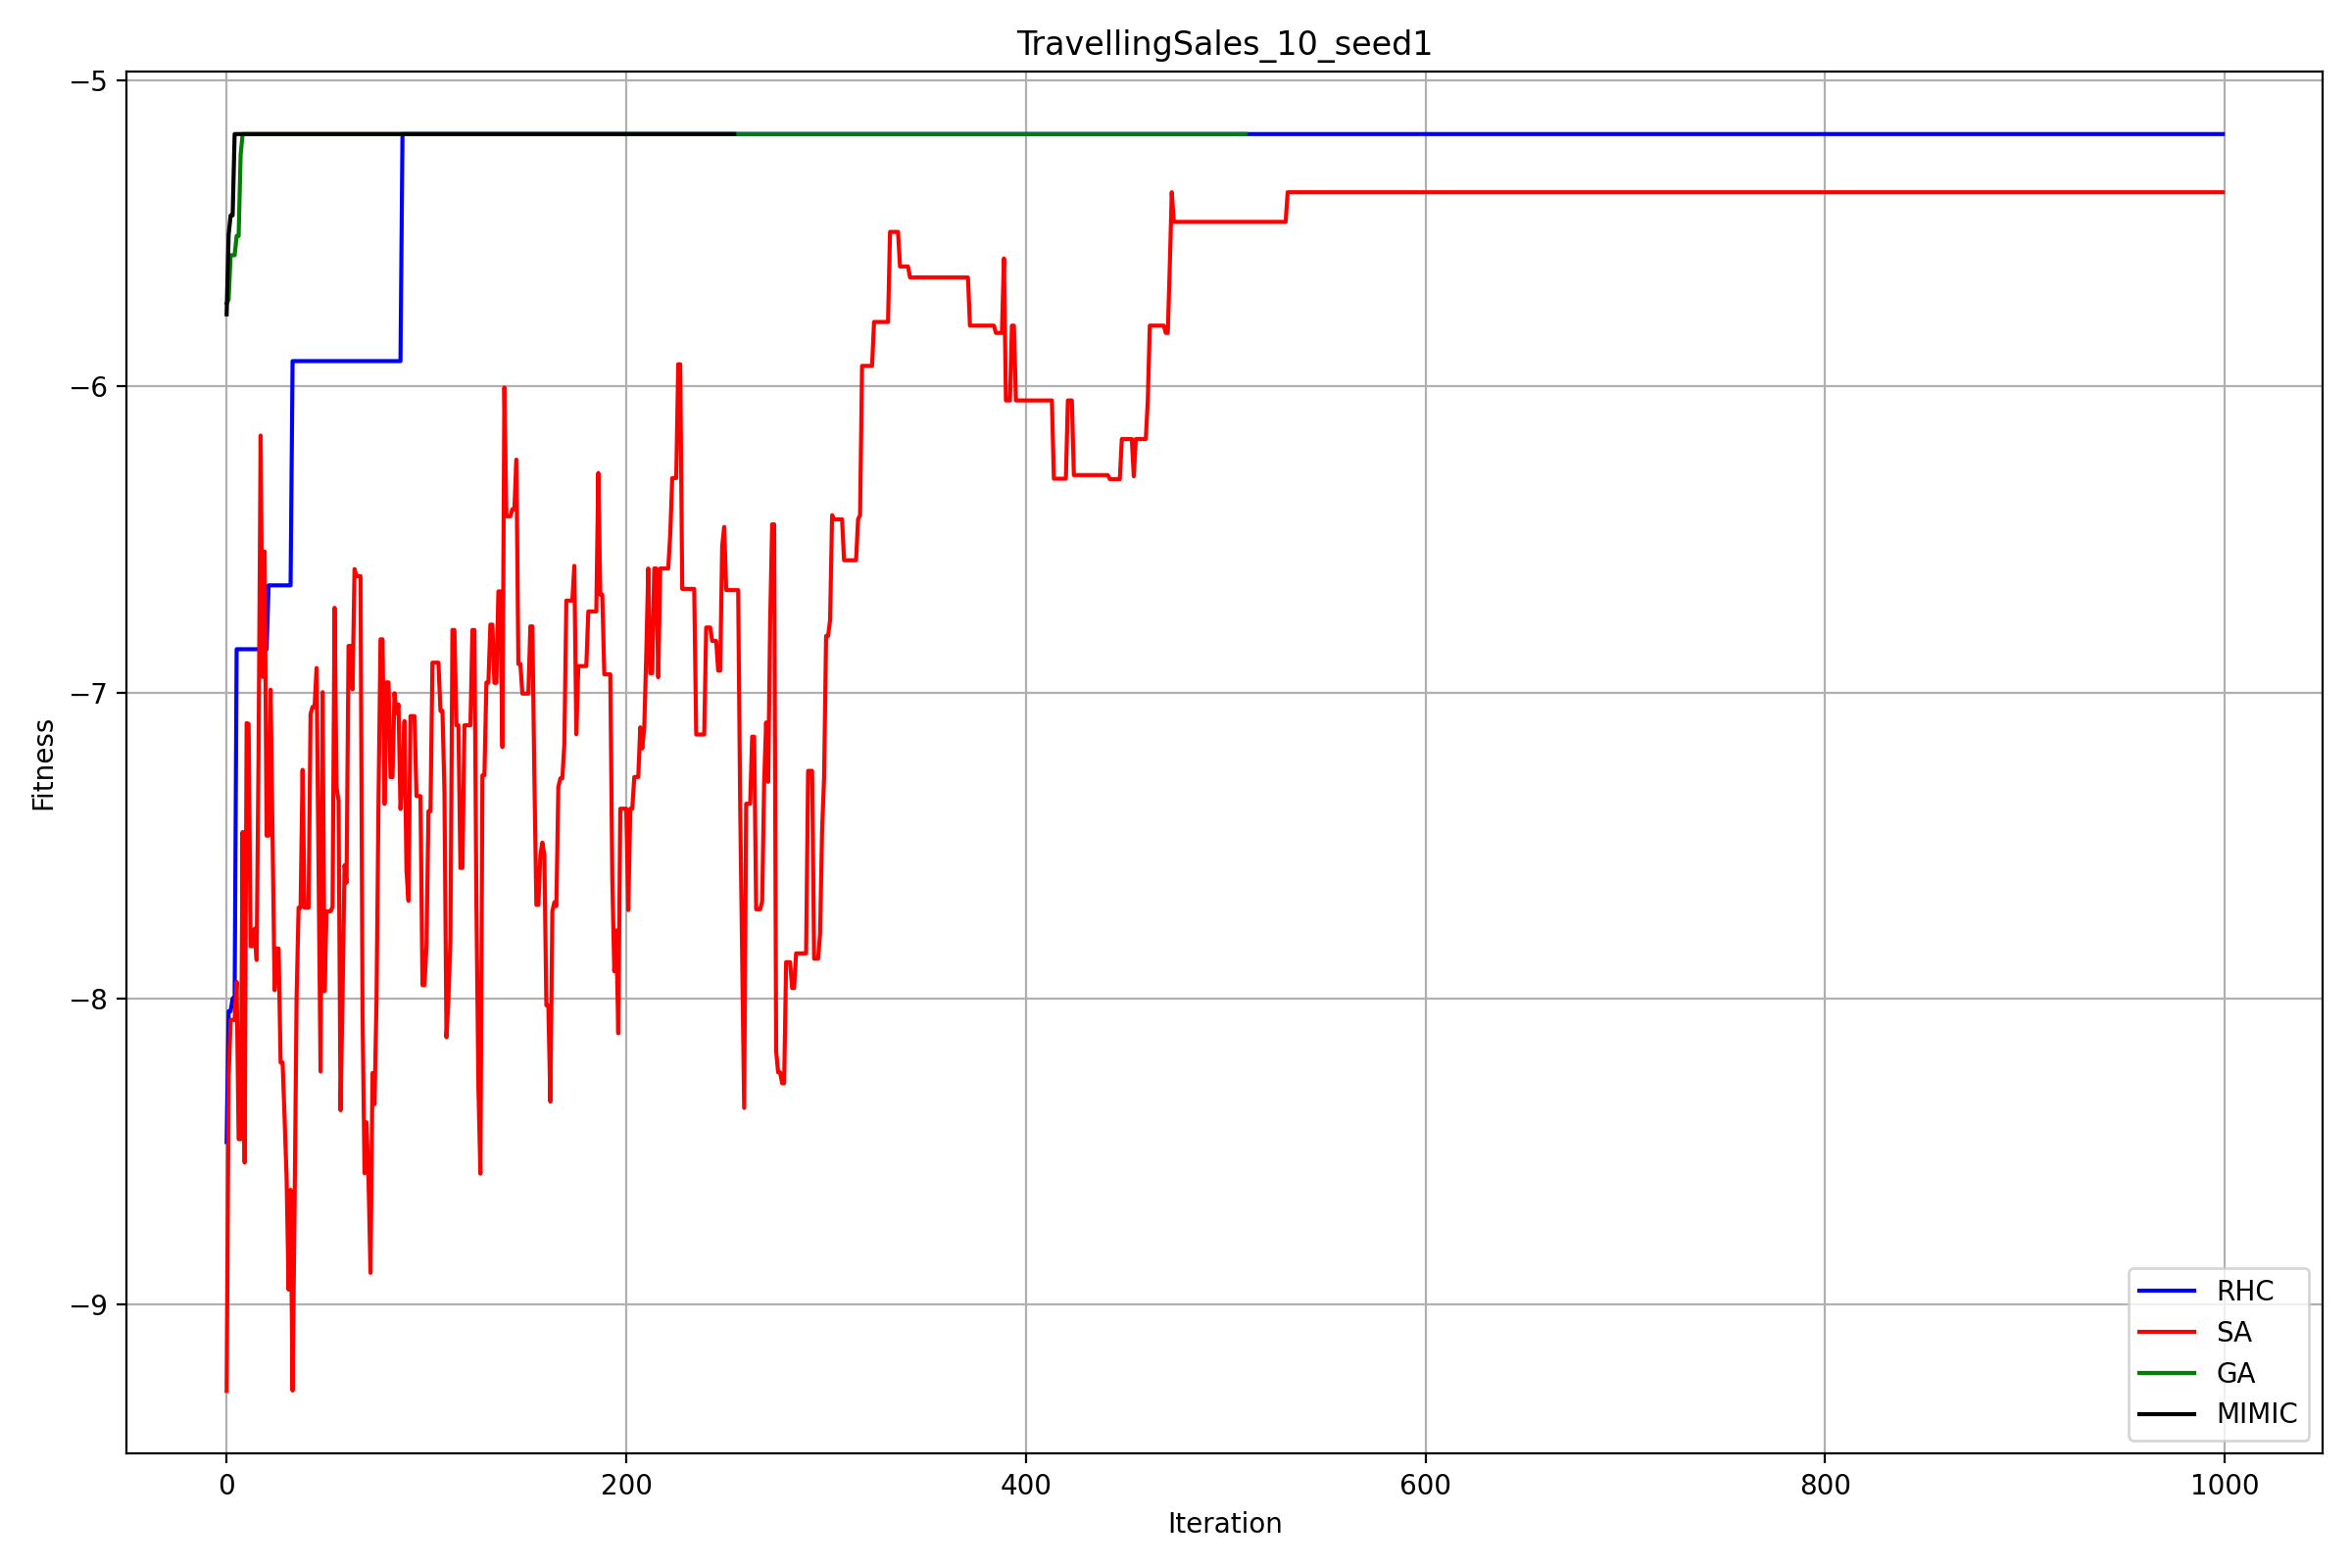 TravellingSales_10_seed1
−5
−6
−7
−8
−9
Fitness
0
200
400
600
800
1000
Iteration
RHC
SA
GA
MIMIC